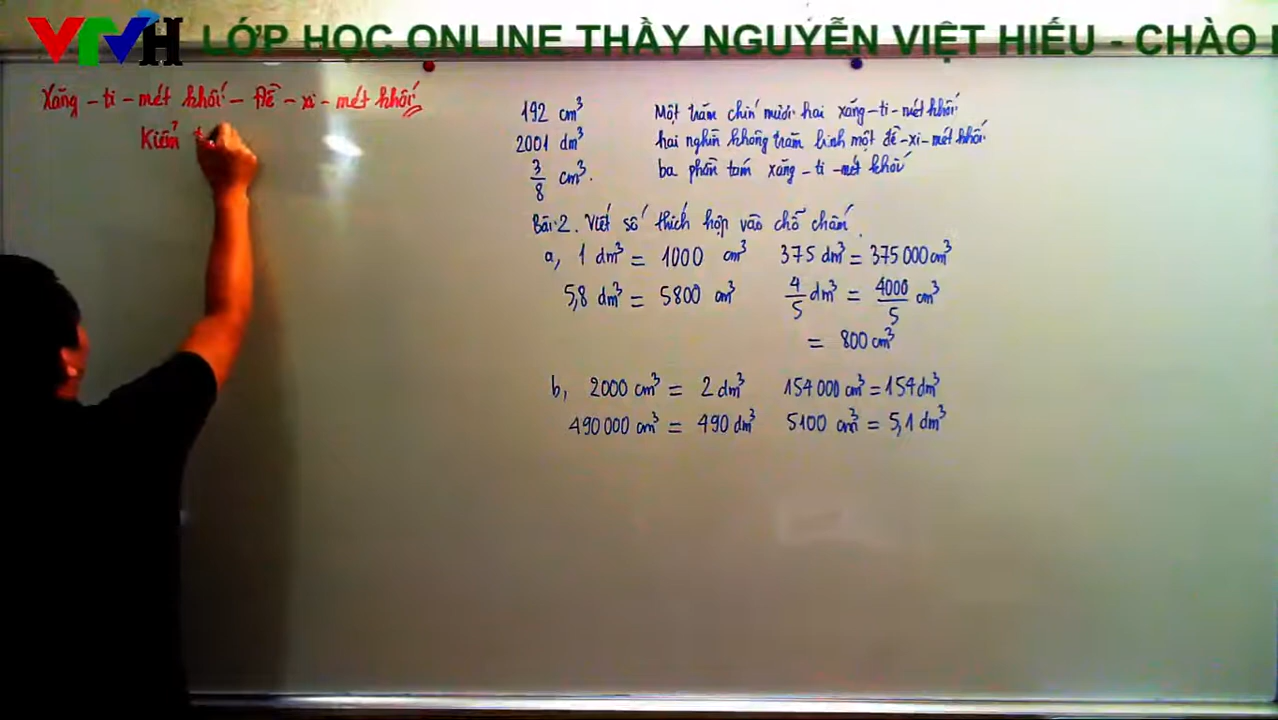 VTVH LỚP HỌC ONLINE THẦY NGUYỄN VIỆT HIẾU - CHÀO
Xăng - ti - mét khối - Đề - xi - mét khối
Kiểm t
192 cm³ Một trăm chín mươi hai xăng-ti-mét khối
2001 dm³ hai nghìn không trăm linh một đề-xi-mét khối
3/8 cm³. ba phần tám xăng-ti-mét khối
Bài 2. Viết số thích hợp vào chỗ chấm.
a, 1 dm³ = 1000 cm³ 375 dm³ = 375 000 cm³
5,8 dm³ = 5800 cm³ 4/5 dm³ = 4000/5 cm³
= 800 cm³
b, 2000 cm³ = 2 dm³ 154 000 cm³ = 154 dm³
490 000 cm³ = 490 dm³ 5100 cm³ = 5,1 dm³